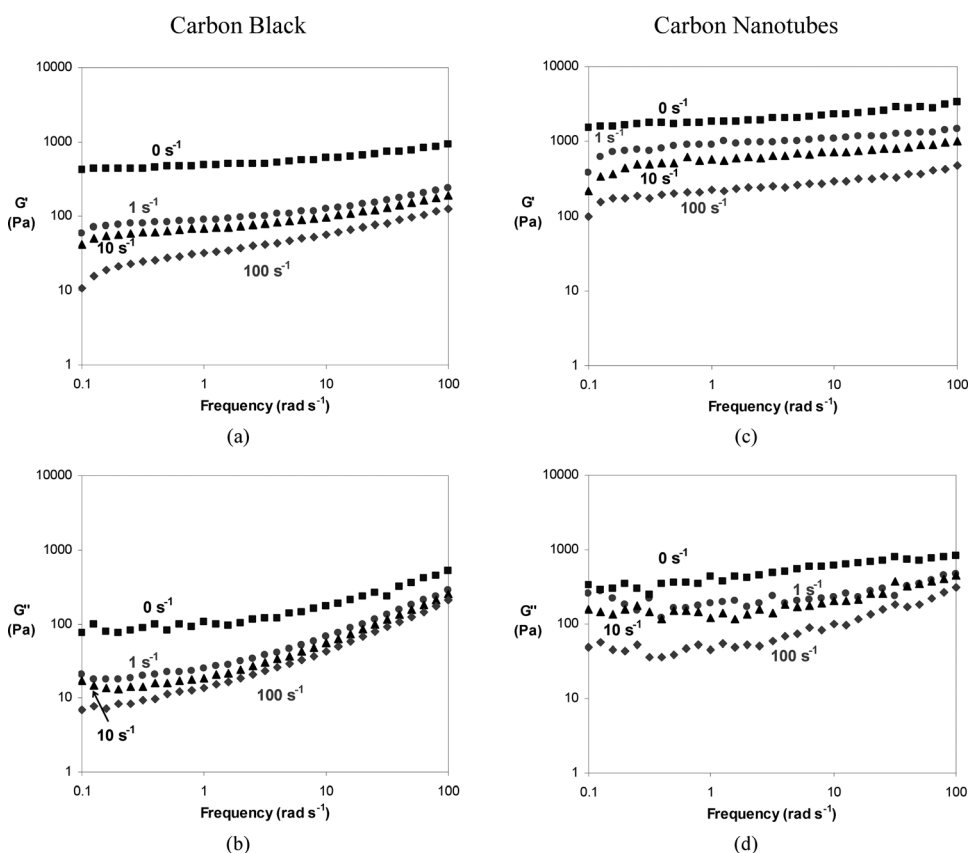 Carbon Black
Carbon Nanotubes
10000
1000
100
10
1
G'
(Pa)
0 s⁻¹
1 s⁻¹
10 s⁻¹
100 s⁻¹
0.1 1 10 100
Frequency (rad s⁻¹)
(a)
10000
1000
100
10
1
G'
(Pa)
0 s⁻¹
1 s⁻¹
10 s⁻¹
100 s⁻¹
0.1 1 10 100
Frequency (rad s⁻¹)
(c)
10000
1000
100
10
1
G"
(Pa)
0 s⁻¹
1 s⁻¹
100 s⁻¹
10 s⁻¹
0.1 1 10 100
Frequency (rad s⁻¹)
(b)
10000
1000
100
10
1
G"
(Pa)
0 s⁻¹
1 s⁻¹
10 s⁻¹
100 s⁻¹
0.1 1 10 100
Frequency (rad s⁻¹)
(d)